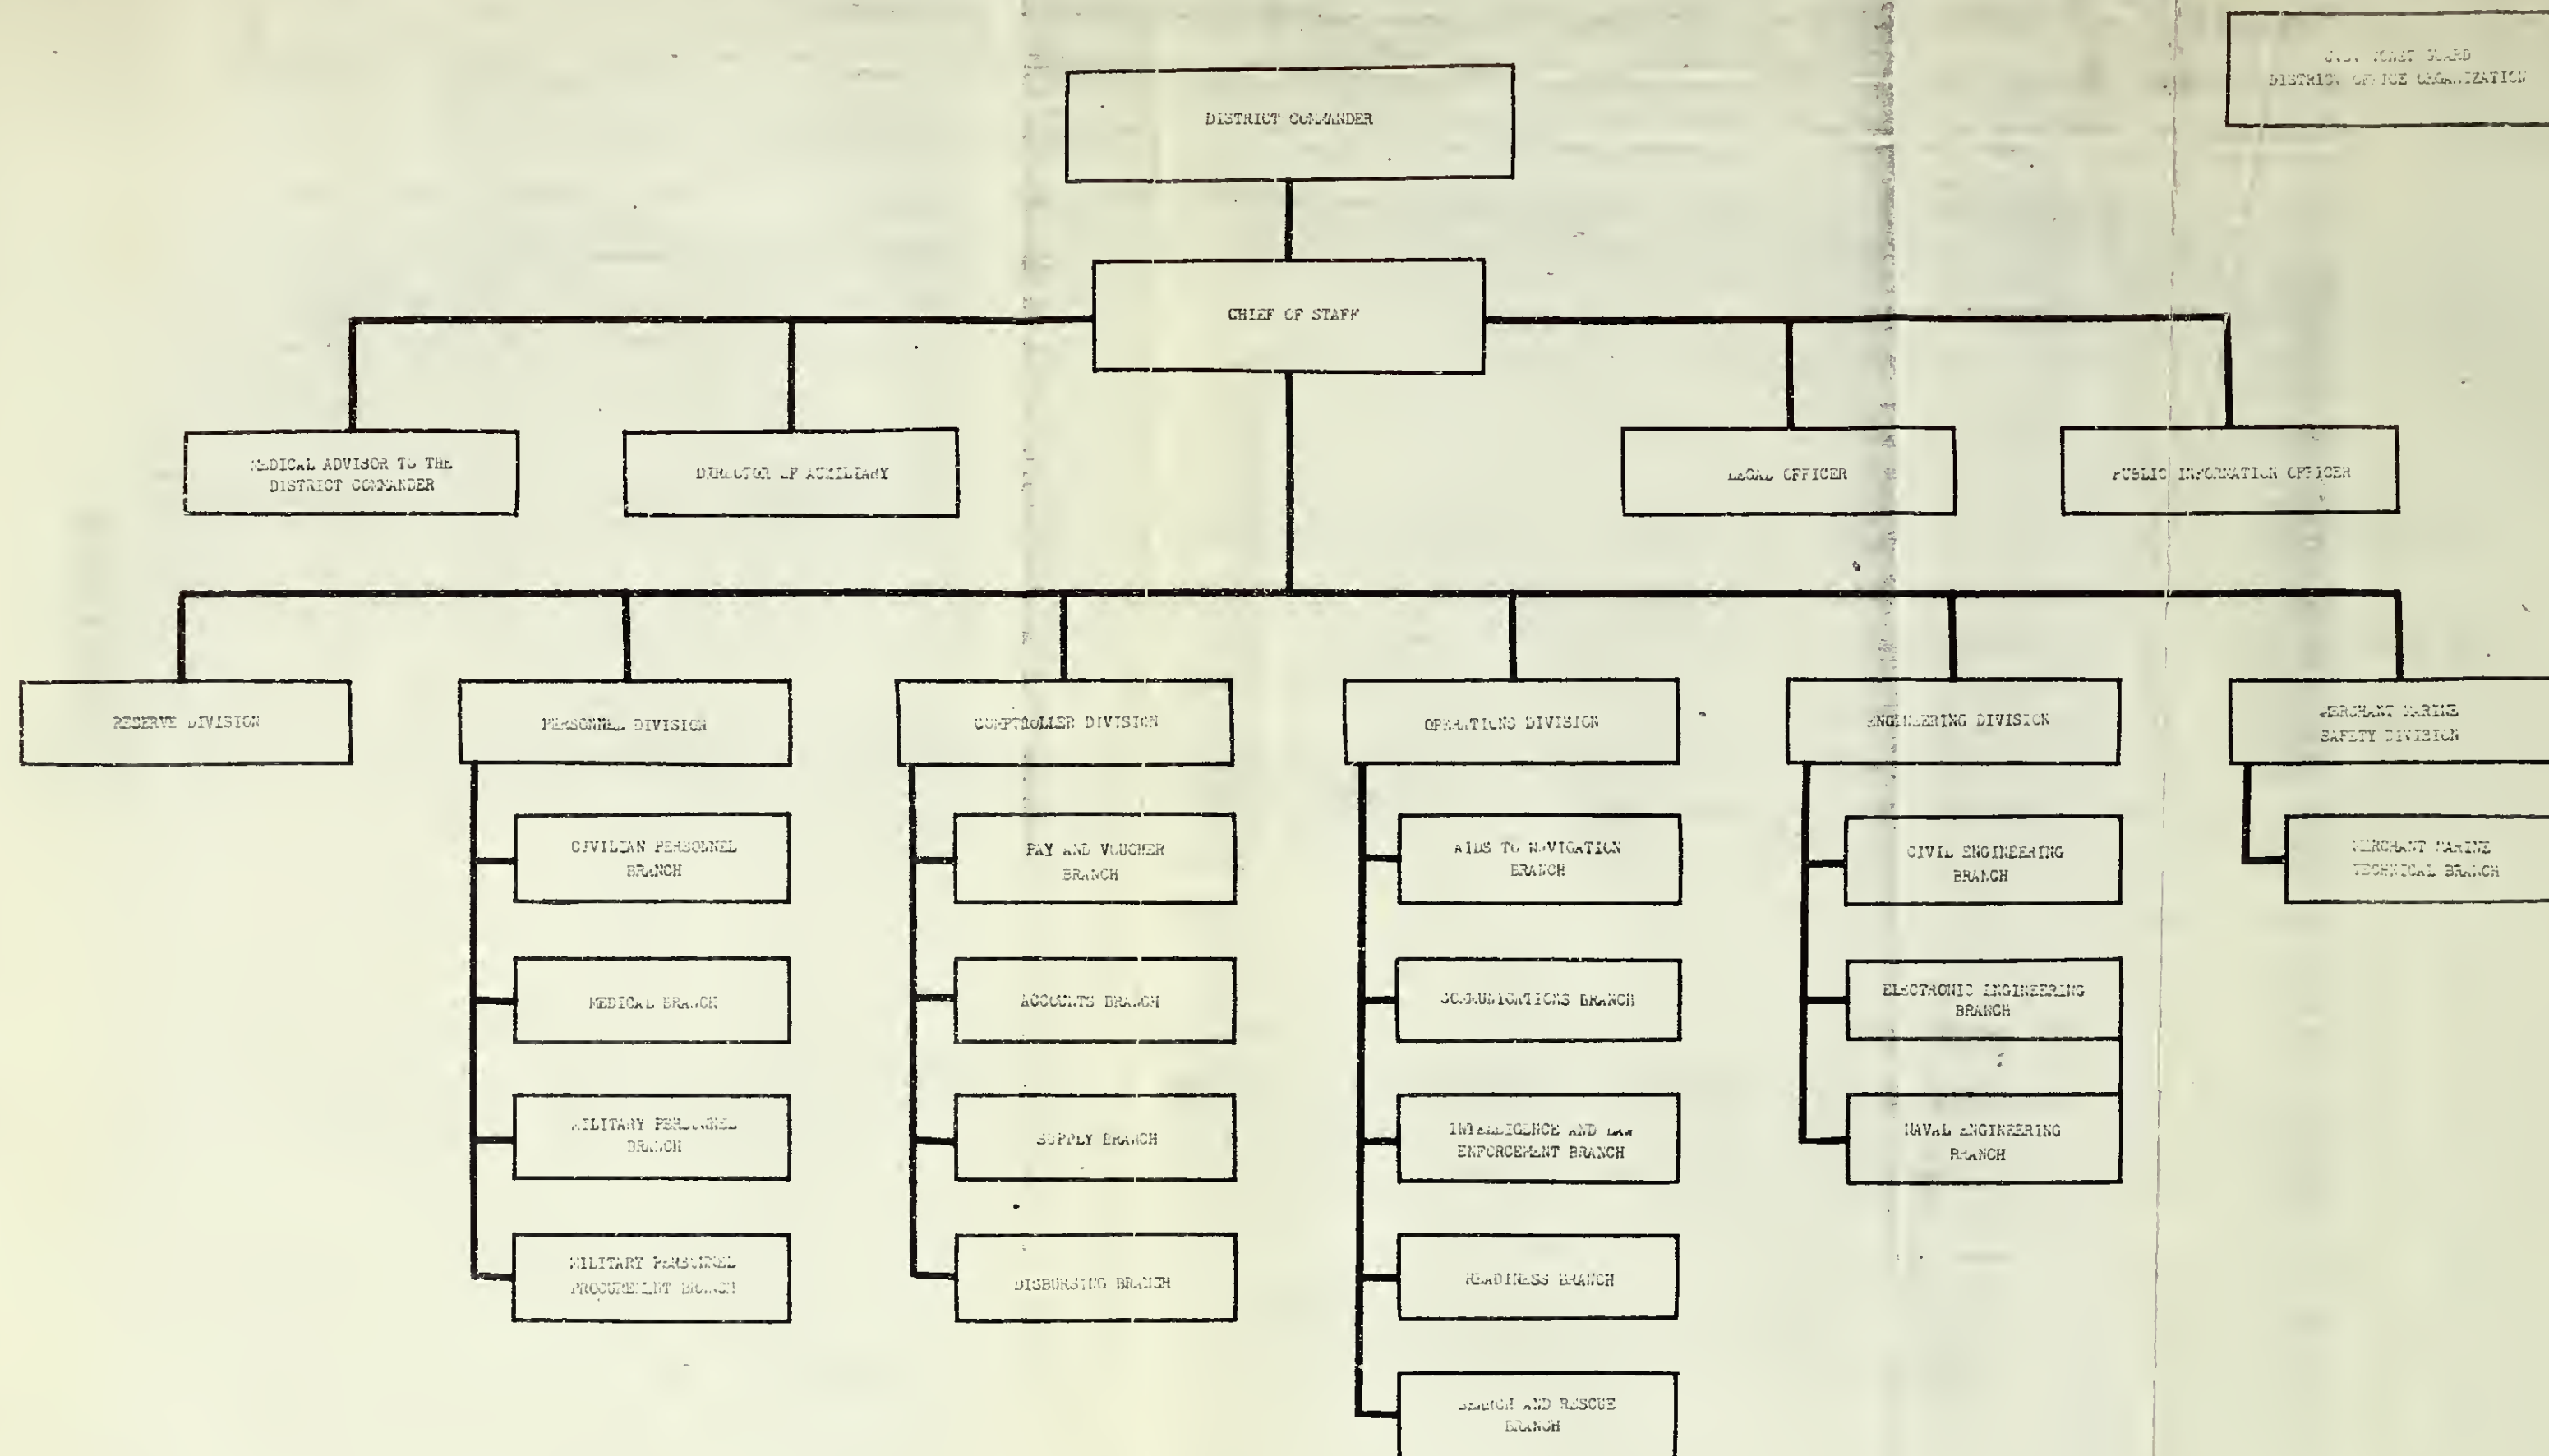 U.S. COAST GUARD
DISTRICT OFFICE ORGANIZATION
DISTRICT COMMANDER
CHIEF OF STAFF
MEDICAL ADVISOR TO THE
DISTRICT COMMANDER
DIRECTOR OF AUXILIARY
LEGAL OFFICER
PUBLIC INFORMATION OFFICER
RESERVE DIVISION
PERSONNEL DIVISION
COMPTROLLER DIVISION
OPERATIONS DIVISION
ENGINEERING DIVISION
MERCHANT MARINE
SAFETY DIVISION
CIVILIAN PERSONNEL
BRANCH
PAY AND VOUCHER
BRANCH
AIDS TO NAVIGATION
BRANCH
CIVIL ENGINEERING
BRANCH
MERCHANT MARINE
TECHNICAL BRANCH
MEDICAL BRANCH
ACCOUNTS BRANCH
COMMUNICATIONS BRANCH
ELECTRONIC ENGINEERING
BRANCH
MILITARY PERSONNEL
BRANCH
SUPPLY BRANCH
INTELLIGENCE AND LAW
ENFORCEMENT BRANCH
NAVAL ENGINEERING
BRANCH
MILITARY PERSONNEL
PROCUREMENT BRANCH
DISBURSING BRANCH
READINESS BRANCH
SEARCH AND RESCUE
BRANCH